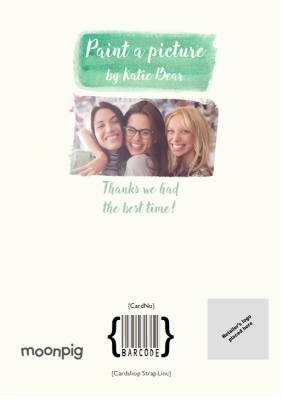 Paint a picture
by Katie Bear
Thanks we had
the best time!
{CardNo}
{BARCODE}
moonpig
Retailer's logo
placed here
{Cardshop Strap Line}